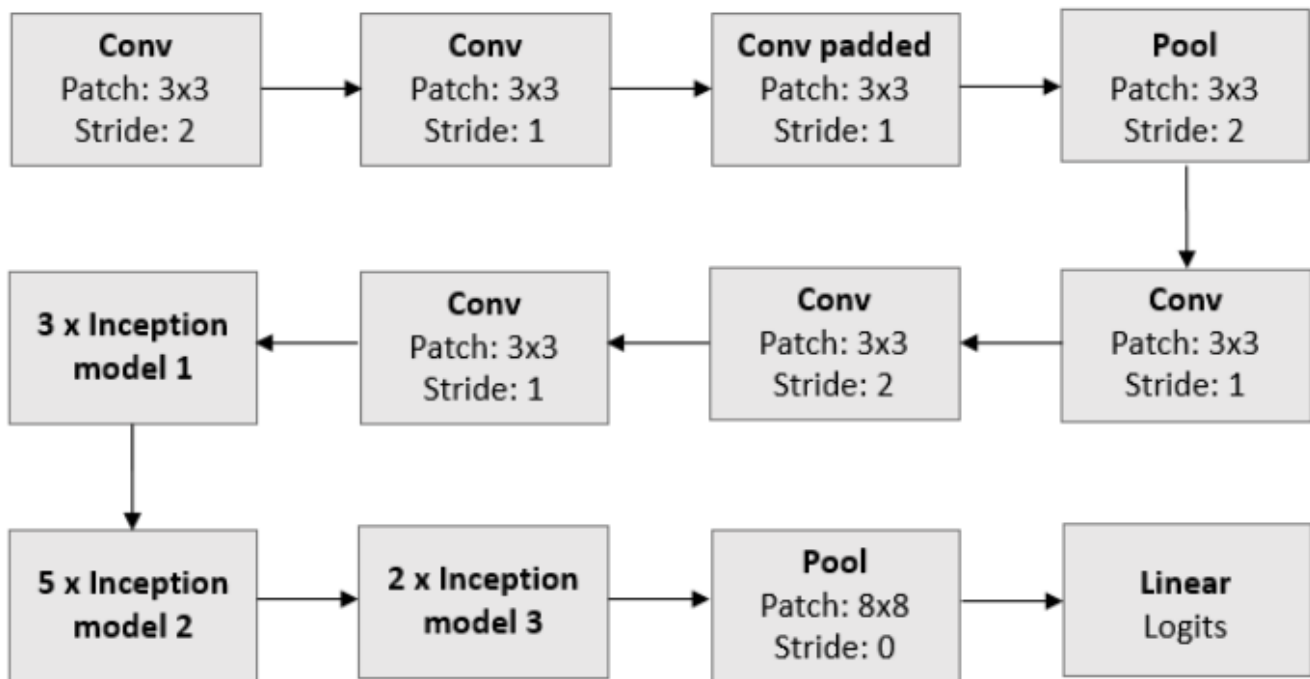 Conv
Patch: 3x3
Stride: 2
Conv
Patch: 3x3
Stride: 1
Conv padded
Patch: 3x3
Stride: 1
Pool
Patch: 3x3
Stride: 2
Conv
Patch: 3x3
Stride: 1
Conv
Patch: 3x3
Stride: 2
Conv
Patch: 3x3
Stride: 1
3 x Inception
model 1
5 x Inception
model 2
2 x Inception
model 3
Pool
Patch: 8x8
Stride: 0
Linear
Logits